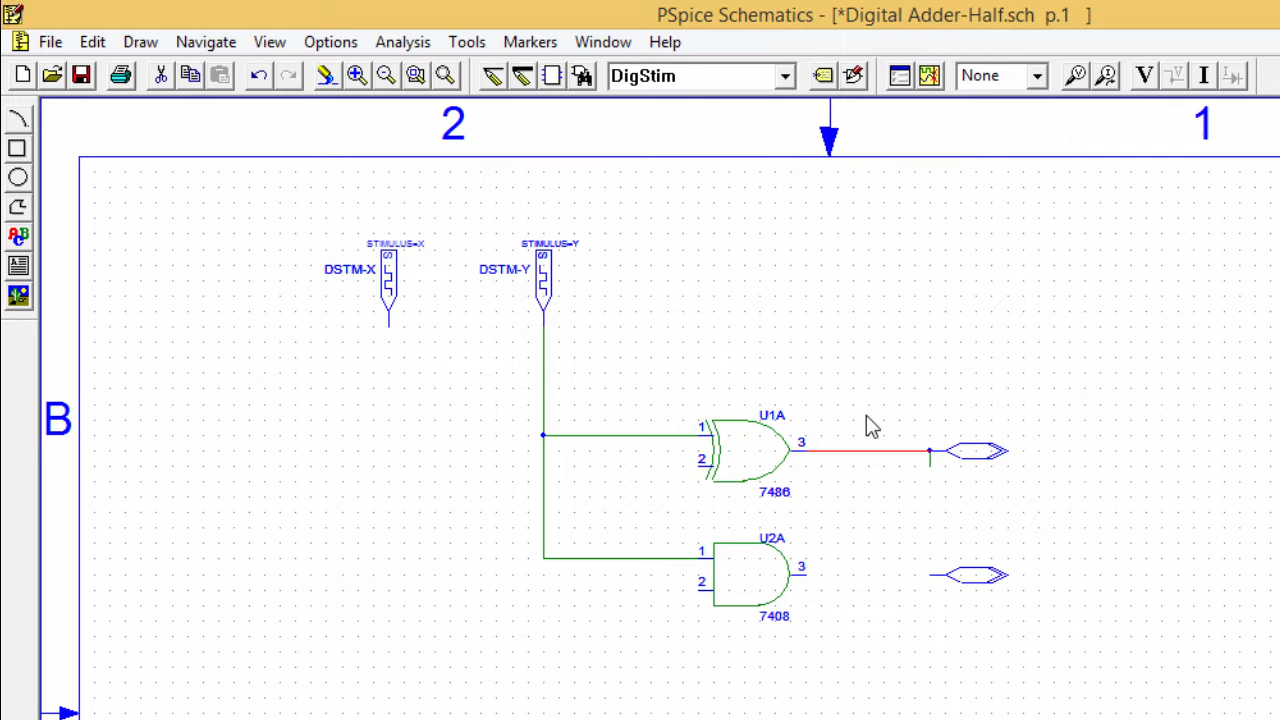 PSpice Schematics - [*Digital Adder-Half.sch p.1 ]
File Edit Draw Navigate View Options Analysis Tools Markers Window Help
DigStim None V I
ABC
2 1
STIMULUS=X STIMULUS=Y
DSTM-X S DSTM-Y S
B
U1A
1 3
2
7486
U2A
1 3
2
7408